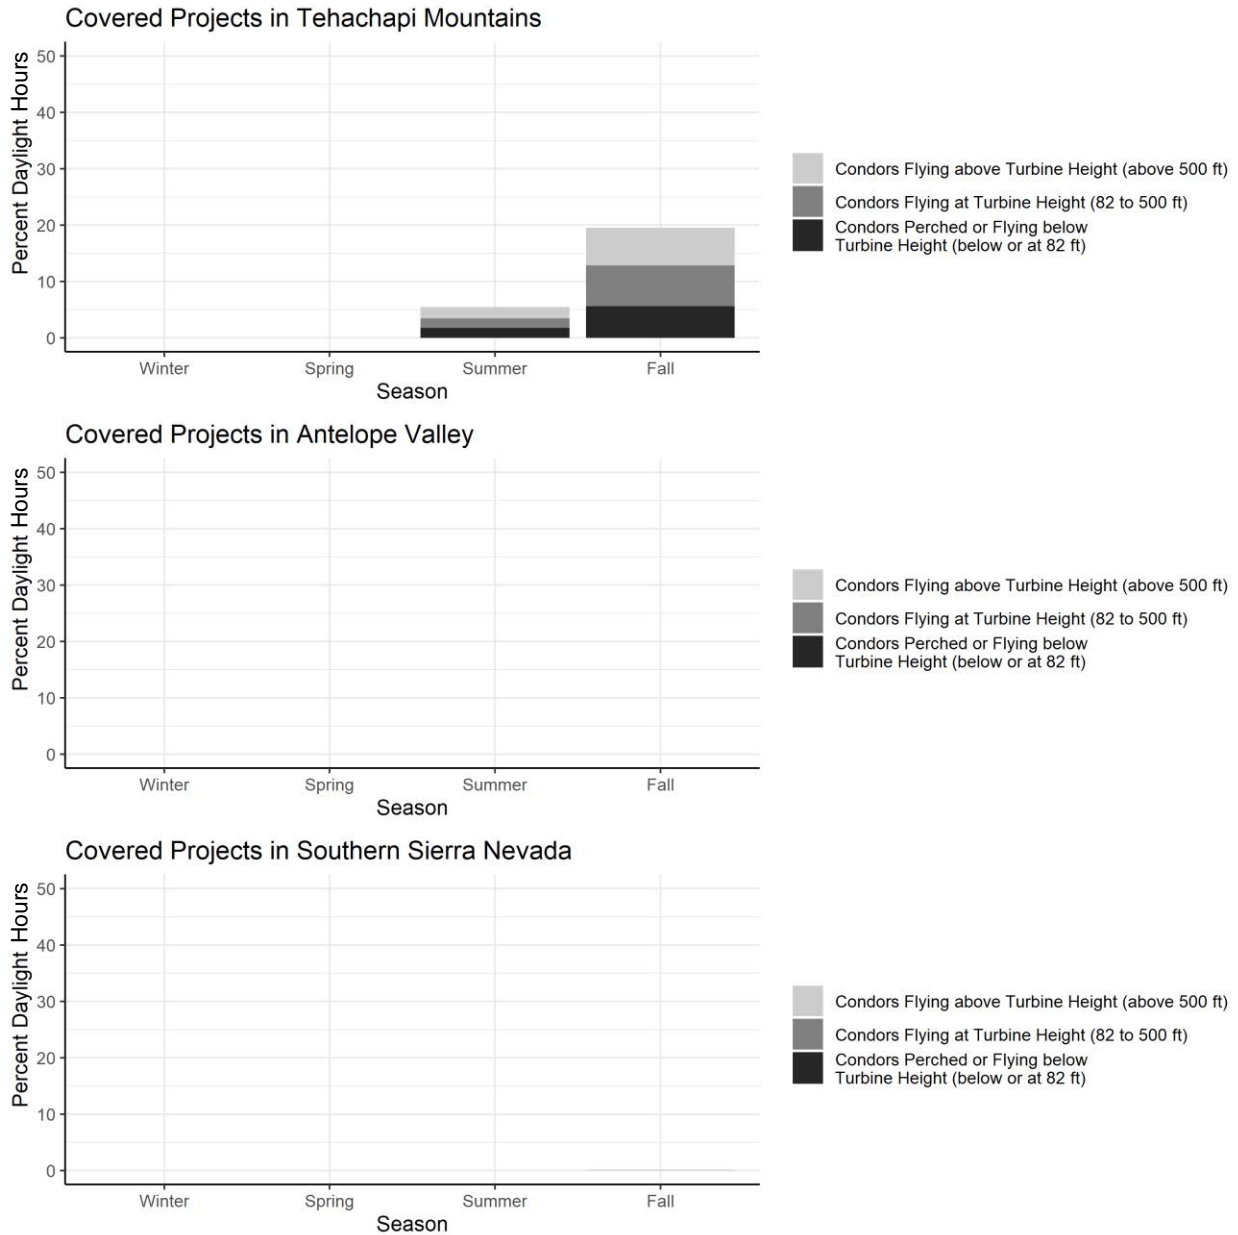 Covered Projects in Tehachapi Mountains
Percent Daylight Hours
50
40
30
20
10
0
Winter Spring Summer Fall
Season
Condors Flying above Turbine Height (above 500 ft)
Condors Flying at Turbine Height (82 to 500 ft)
Condors Perched or Flying below
Turbine Height (below or at 82 ft)
Covered Projects in Antelope Valley
Percent Daylight Hours
50
40
30
20
10
0
Winter Spring Summer Fall
Season
Condors Flying above Turbine Height (above 500 ft)
Condors Flying at Turbine Height (82 to 500 ft)
Condors Perched or Flying below
Turbine Height (below or at 82 ft)
Covered Projects in Southern Sierra Nevada
Percent Daylight Hours
50
40
30
20
10
0
Winter Spring Summer Fall
Season
Condors Flying above Turbine Height (above 500 ft)
Condors Flying at Turbine Height (82 to 500 ft)
Condors Perched or Flying below
Turbine Height (below or at 82 ft)